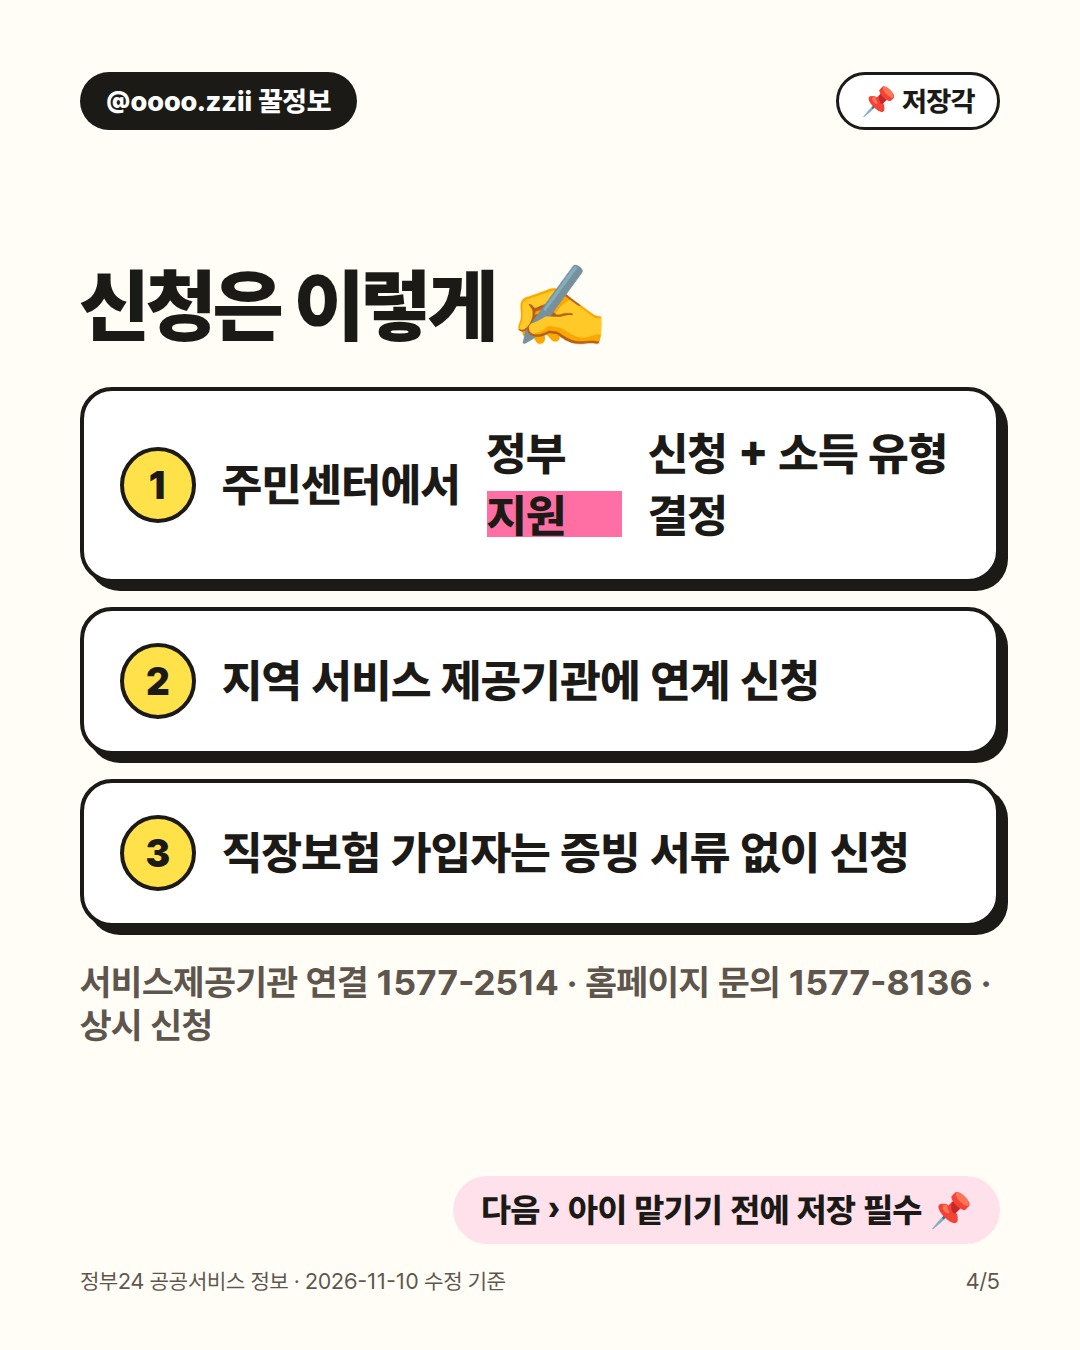 @oooo.zzii 꿀정보
📌 저장각
신청은 이렇게 ✍️
1 주민센터에서 정부 지원 신청 + 소득 유형 결정
2 지역 서비스 제공기관에 연계 신청
3 직장보험 가입자는 증빙 서류 없이 신청
서비스제공기관 연결 1577-2514 · 홈페이지 문의 1577-8136 ·
상시 신청
다음 › 아이 맡기기 전에 저장 필수 📌
정부24 공공서비스 정보 · 2026-11-10 수정 기준
4/5